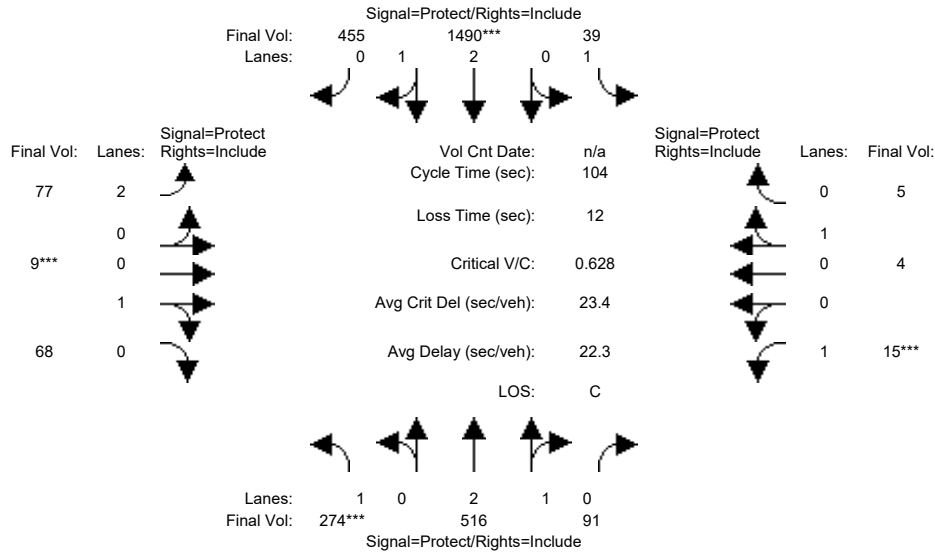 Signal=Protect/Rights=Include
Final Vol: 455 1490*** 39
Lanes: 0 1 2 0 1
Signal=Protect
Final Vol: Lanes: Rights=Include
Vol Cnt Date: n/a
Signal=Protect
Rights=Include Lanes: Final Vol:
Cycle Time (sec): 104
77 2
0 5
Loss Time (sec): 12
0
1
9*** 0
Critical V/C: 0.628
0 4
1
Avg Crit Del (sec/veh): 23.4
0
68 0
Avg Delay (sec/veh): 22.3
1 15***
LOS: C
Lanes: 1 0 2 1 0
Final Vol: 274*** 516 91
Signal=Protect/Rights=Include